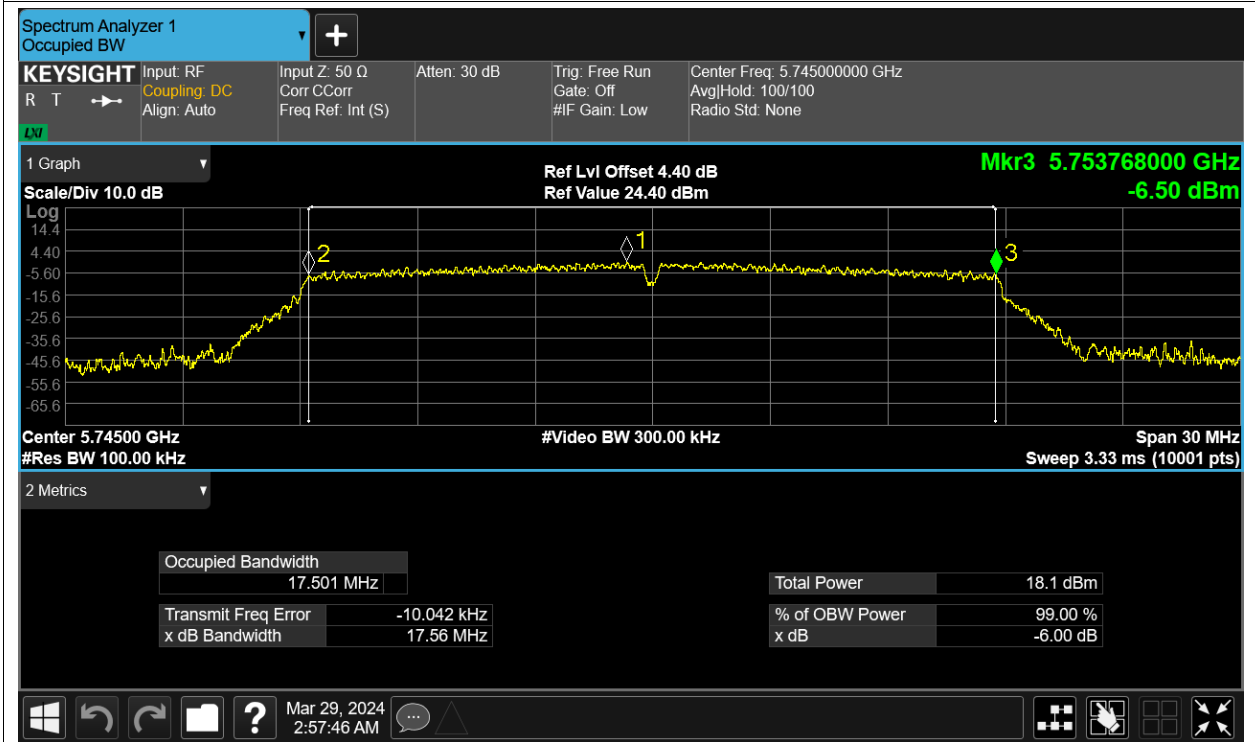 Spectrum Analyzer 1
Occupied BW
KEYSIGHT
R T
LXI
Input: RF
Coupling: DC
Align: Auto
Input Z: 50 Ω
Corr CCorr
Freq Ref: Int (S)
Atten: 30 dB
Trig: Free Run
Gate: Off
#IF Gain: Low
Center Freq: 5.745000000 GHz
Avg|Hold: 100/100
Radio Std: None
1 Graph
Scale/Div 10.0 dB
Ref Lvl Offset 4.40 dB
Ref Value 24.40 dBm
Mkr3 5.753768000 GHz
-6.50 dBm
Log
14.4
4.40
-5.60
-15.6
-25.6
-35.6
-45.6
-55.6
-65.6
2
1
3
Center 5.74500 GHz
#Res BW 100.00 kHz
#Video BW 300.00 kHz
Span 30 MHz
Sweep 3.33 ms (10001 pts)
2 Metrics
Occupied Bandwidth
17.501 MHz
Transmit Freq Error -10.042 kHz
x dB Bandwidth 17.56 MHz
Total Power 18.1 dBm
% of OBW Power 99.00 %
x dB -6.00 dB
?
Mar 29, 2024
2:57:46 AM